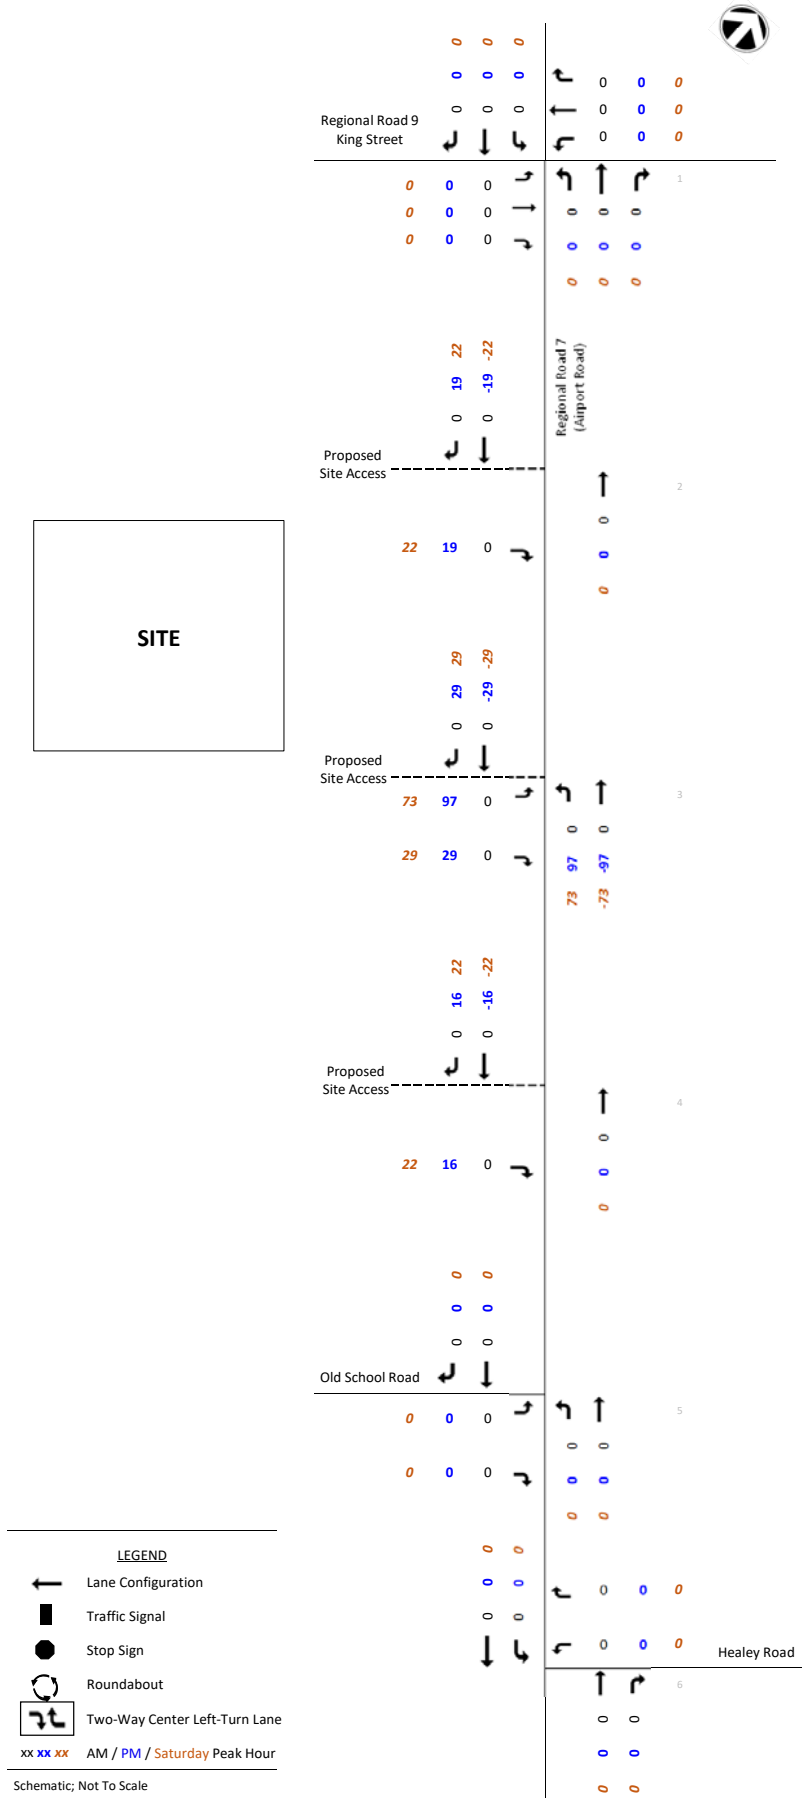 0 0 0
0 0 0
0 0 0
0 0 0
0 0 0
0 0 0
Regional Road 9
King Street
0 0 0
0 0 0
0 0 0
1
0 0 0
0 0 0
0 0 0
22 -22
19 -19
0 0
Regional Road 7
(Airport Road)
Proposed
Site Access
2
22 19 0
0
0
0
SITE
29 -29
29 -29
0 0
Proposed
Site Access
3
73 97 0
29 29 0
0 0
97 -97
73 -73
22 -22
16 -16
0 0
Proposed
Site Access
4
22 16 0
0
0
0
0 0
0 0
0 0
Old School Road
5
0 0 0
0 0 0
0 0
0 0
0 0
0 0
0 0
0 0
0 0 0
0 0 0
Healey Road
6
0 0
0 0
0 0
LEGEND
Lane Configuration
Traffic Signal
Stop Sign
Roundabout
Two-Way Center Left-Turn Lane
xx xx xx AM / PM / Saturday Peak Hour
Schematic; Not To Scale